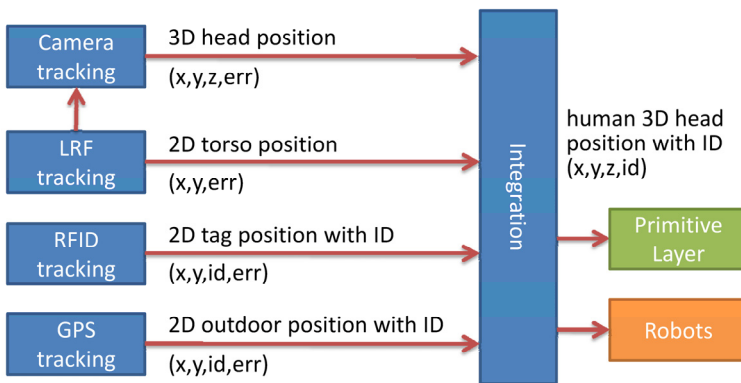 Camera
tracking
3D head position
(x,y,z,err)
LRF
tracking
2D torso position
(x,y,err)
RFID
tracking
2D tag position with ID
(x,y,id,err)
GPS
tracking
2D outdoor position with ID
(x,y,id,err)
Integration
human 3D head
position with ID
(x,y,z,id)
Primitive
Layer
Robots